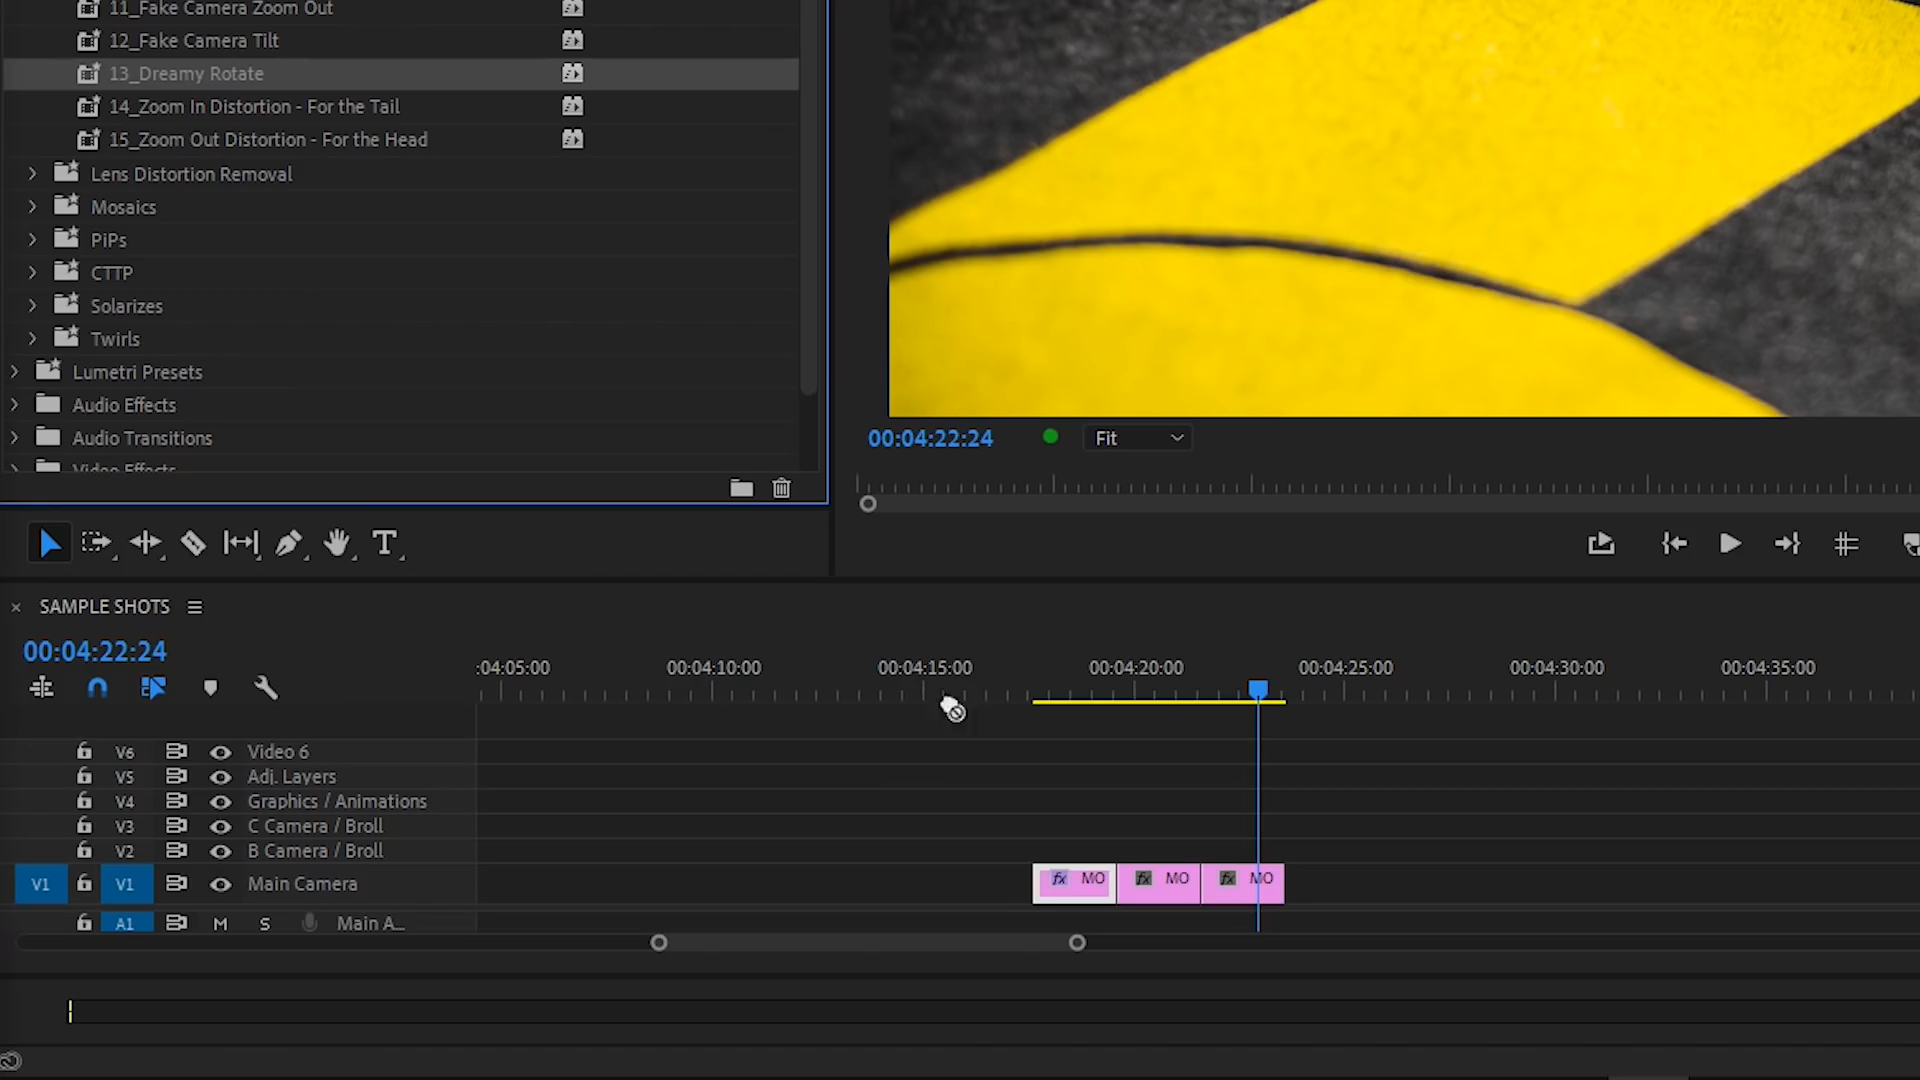 11_Fake Camera Zoom Out
12_Fake Camera Tilt
13_Dreamy Rotate
14_Zoom In Distortion - For the Tail
15_Zoom Out Distortion - For the Head
Lens Distortion Removal
Mosaics
PiPs
CTTP
Solarizes
Twirls
Lumetri Presets
Audio Effects
Audio Transitions
Video Effects
00:04:22:24
Fit
SAMPLE SHOTS
00:04:22:24
:04:05:00 00:04:10:00 00:04:15:00 00:04:20:00 00:04:25:00 00:04:30:00 00:04:35:00
V6 Video 6
V5 Adj. Layers
V4 Graphics / Animations
V3 C Camera / Broll
V2 B Camera / Broll
V1 V1 Main Camera fx MO fx MO fx MO
A1 M S Main A...